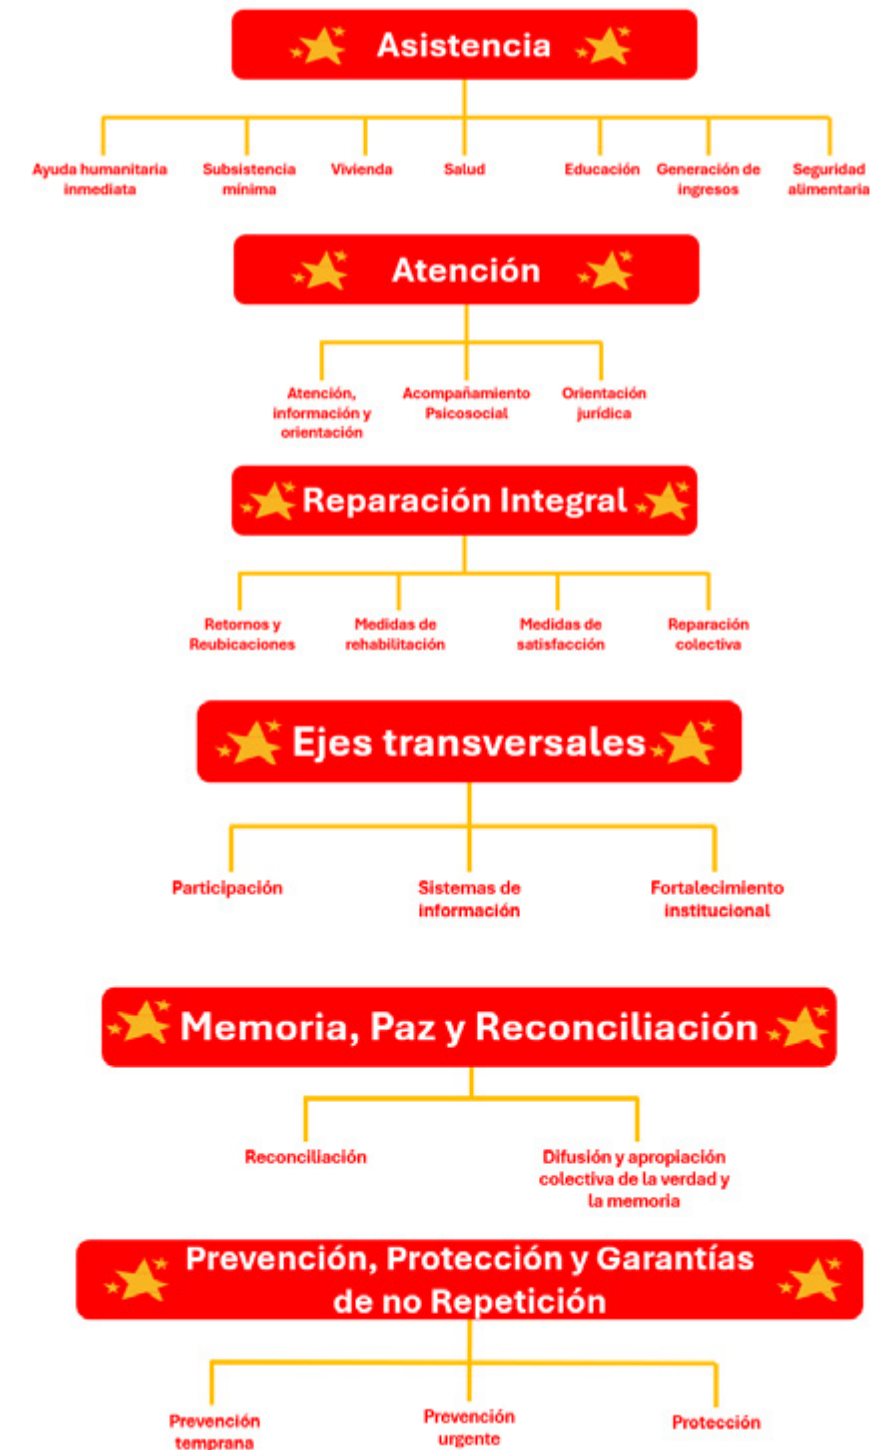 Asistencia
Ayuda humanitaria
inmediata
Subsistencia
mínima
Vivienda
Salud
Educación
Generación de
ingresos
Seguridad
alimentaria
Atención
Atención,
información y
orientación
Acompañamiento
Psicosocial
Orientación
jurídica
Reparación Integral
Retornos y
Reubicaciones
Medidas de
rehabilitación
Medidas de
satisfacción
Reparación
colectiva
Ejes transversales
Participación
Sistemas de
información
Fortalecimiento
institucional
Memoria, Paz y Reconciliación
Reconciliación
Difusión y apropiación
colectiva de la verdad y
la memoria
Prevención, Protección y Garantías
de no Repetición
Prevención
temprana
Prevención
urgente
Protección